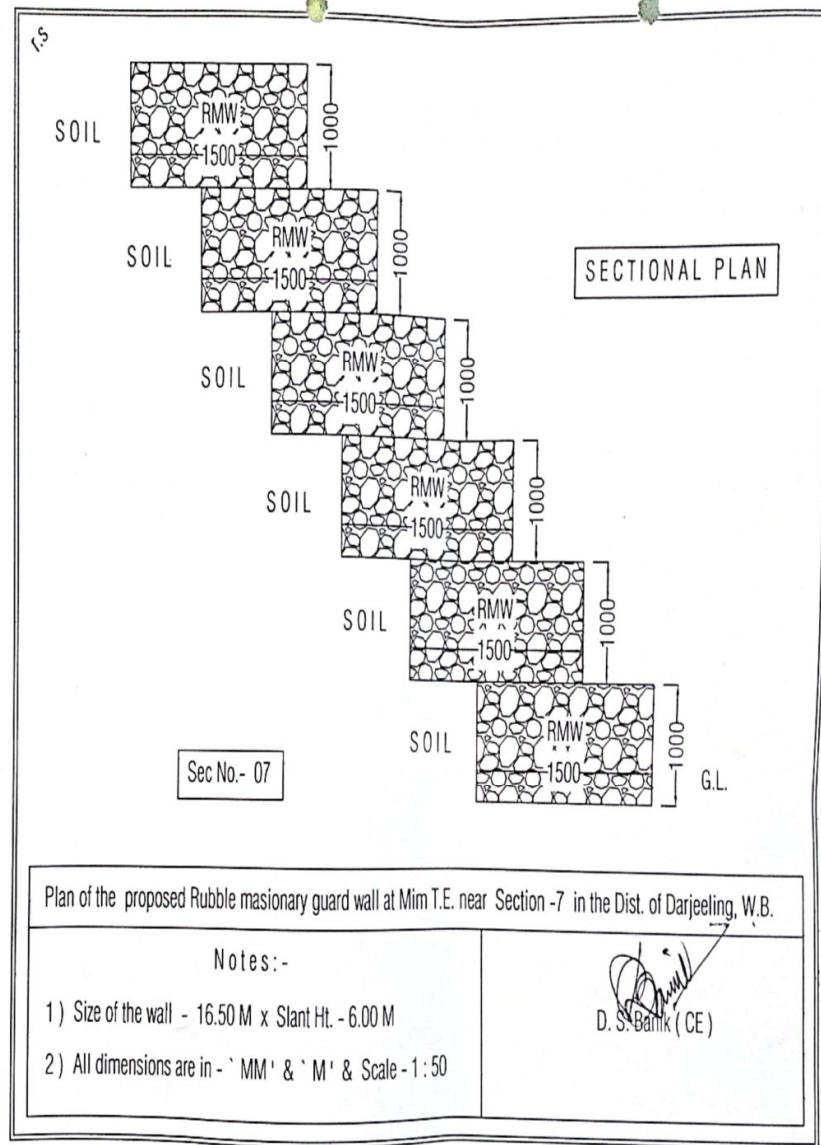 T.S
SOIL
RMW
1500
1000
SOIL
RMW
1500
1000
SECTIONAL PLAN
SOIL
RMW
1500
1000
SOIL
RMW
1500
1000
SOIL
RMW
1500
1000
SOIL
RMW
1500
1000
G.L.
Sec No.- 07
Plan of the proposed Rubble masionary guard wall at Mim T.E. near Section -7 in the Dist. of Darjeeling, W.B.
Notes:-
1 ) Size of the wall - 16.50 M x Slant Ht. - 6.00 M
2 ) All dimensions are in - ` MM ' & ` M ' & Scale - 1 : 50
D. S. Banik ( CE )